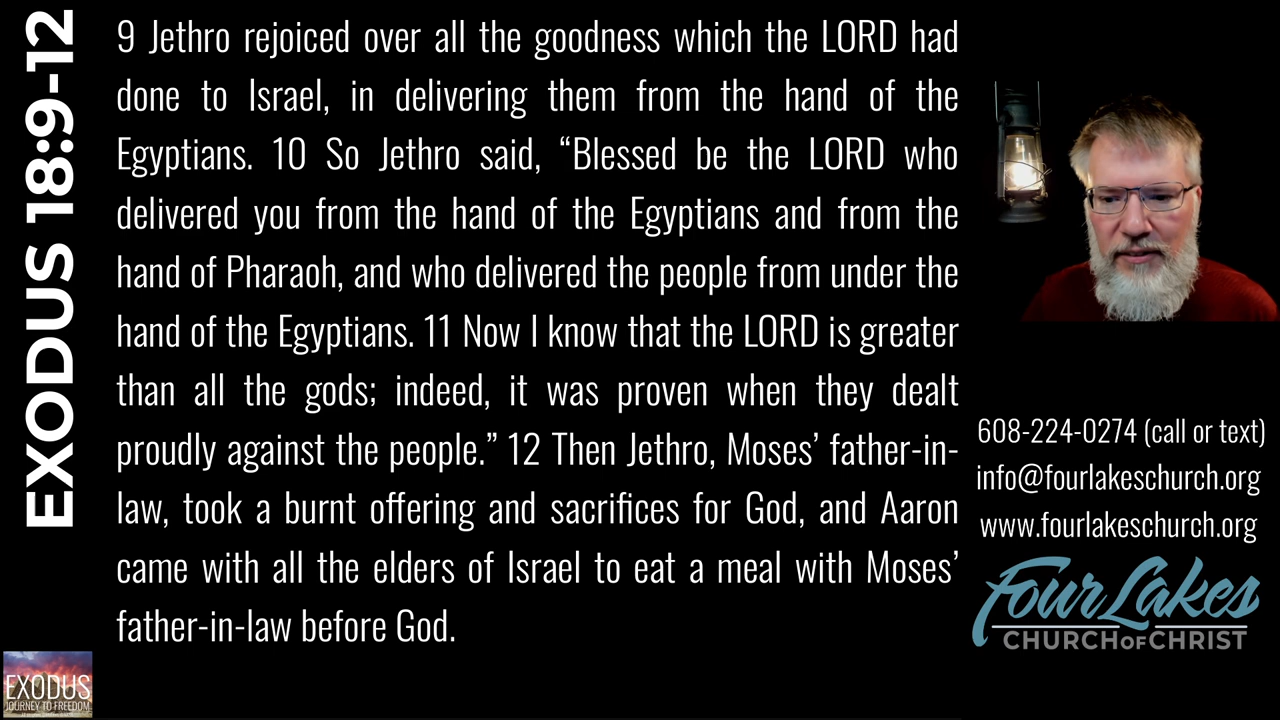 EXODUS 18:9-12
9 Jethro rejoiced over all the goodness which the LORD had
done to Israel, in delivering them from the hand of the
Egyptians. 10 So Jethro said, “Blessed be the LORD who
delivered you from the hand of the Egyptians and from the
hand of Pharaoh, and who delivered the people from under the
hand of the Egyptians. 11 Now I know that the LORD is greater
than all the gods; indeed, it was proven when they dealt
proudly against the people.” 12 Then Jethro, Moses’ father-in-
law, took a burnt offering and sacrifices for God, and Aaron
came with all the elders of Israel to eat a meal with Moses’
father-in-law before God.
608-224-0274 (call or text)
info@fourlakeschurch.org
www.fourlakeschurch.org
Four Lakes
CHURCH OF CHRIST
EXODUS
JOURNEY TO FREEDOM